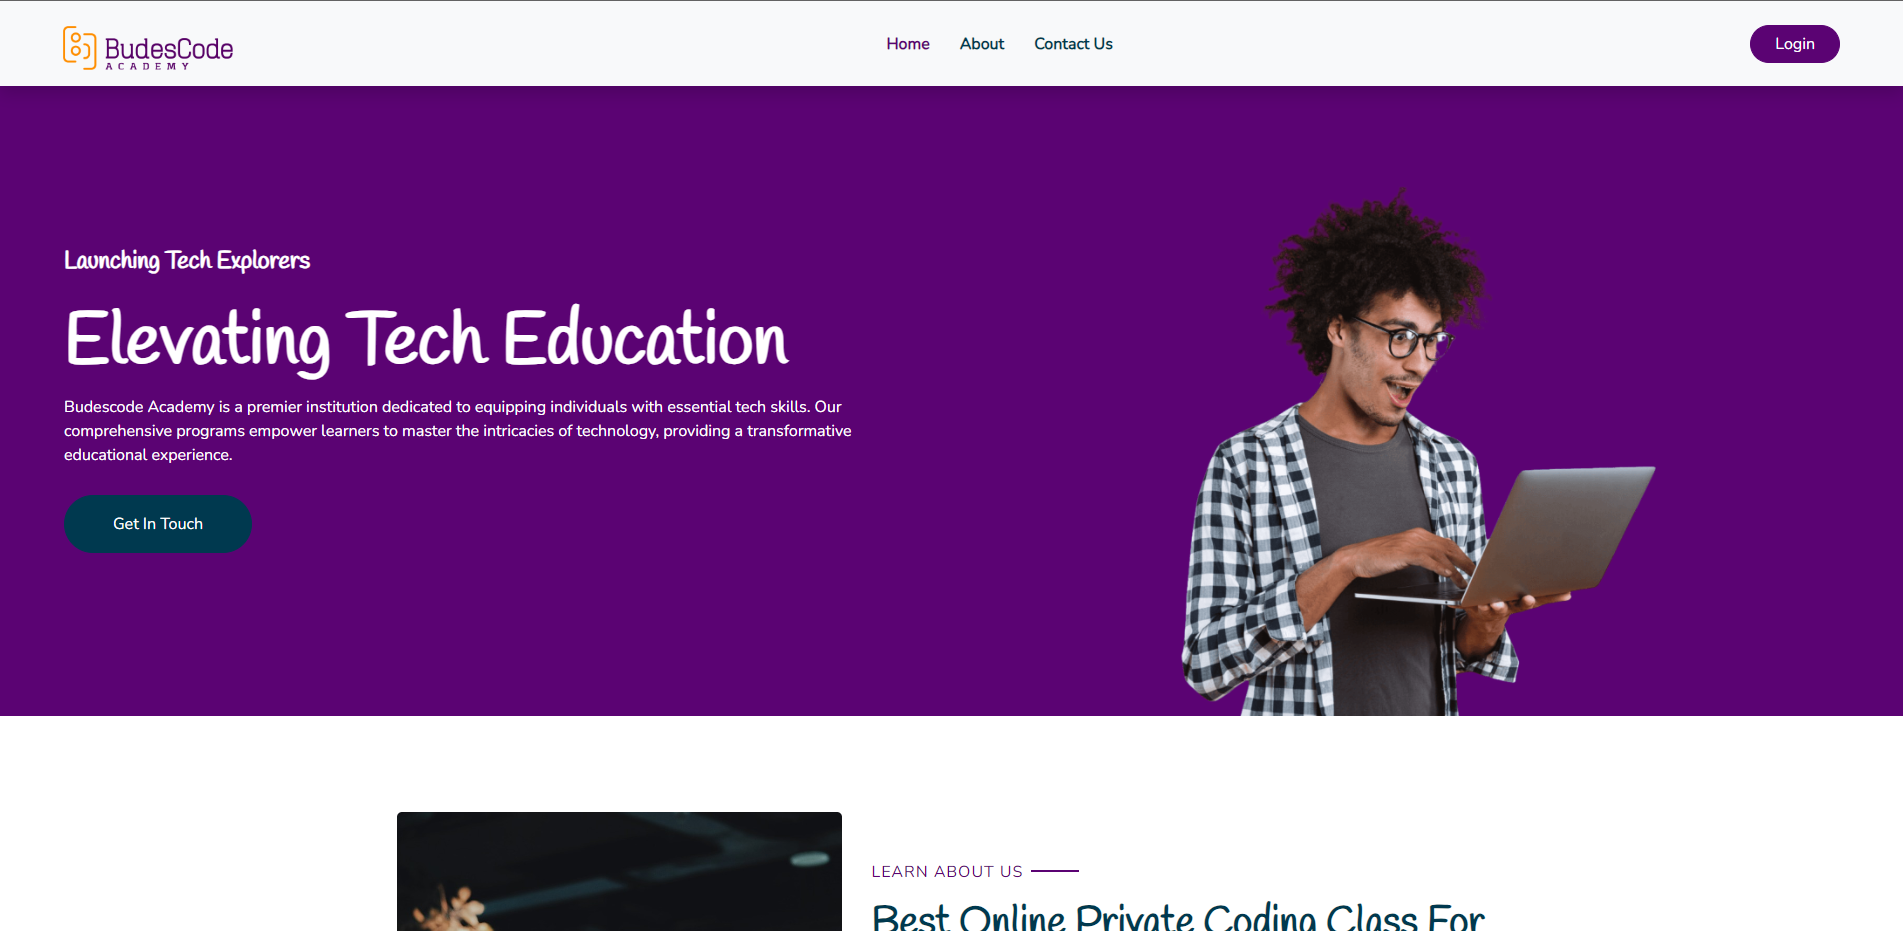 BudesCode
ACADEMY
Home
About
Contact Us
Login
Launching Tech Explorers
Elevating Tech Education
Budescode Academy is a premier institution dedicated to equipping individuals with essential tech skills. Our
comprehensive programs empower learners to master the intricacies of technology, providing a transformative
educational experience.
Get In Touch
LEARN ABOUT US
Best Online Private Coding Class For